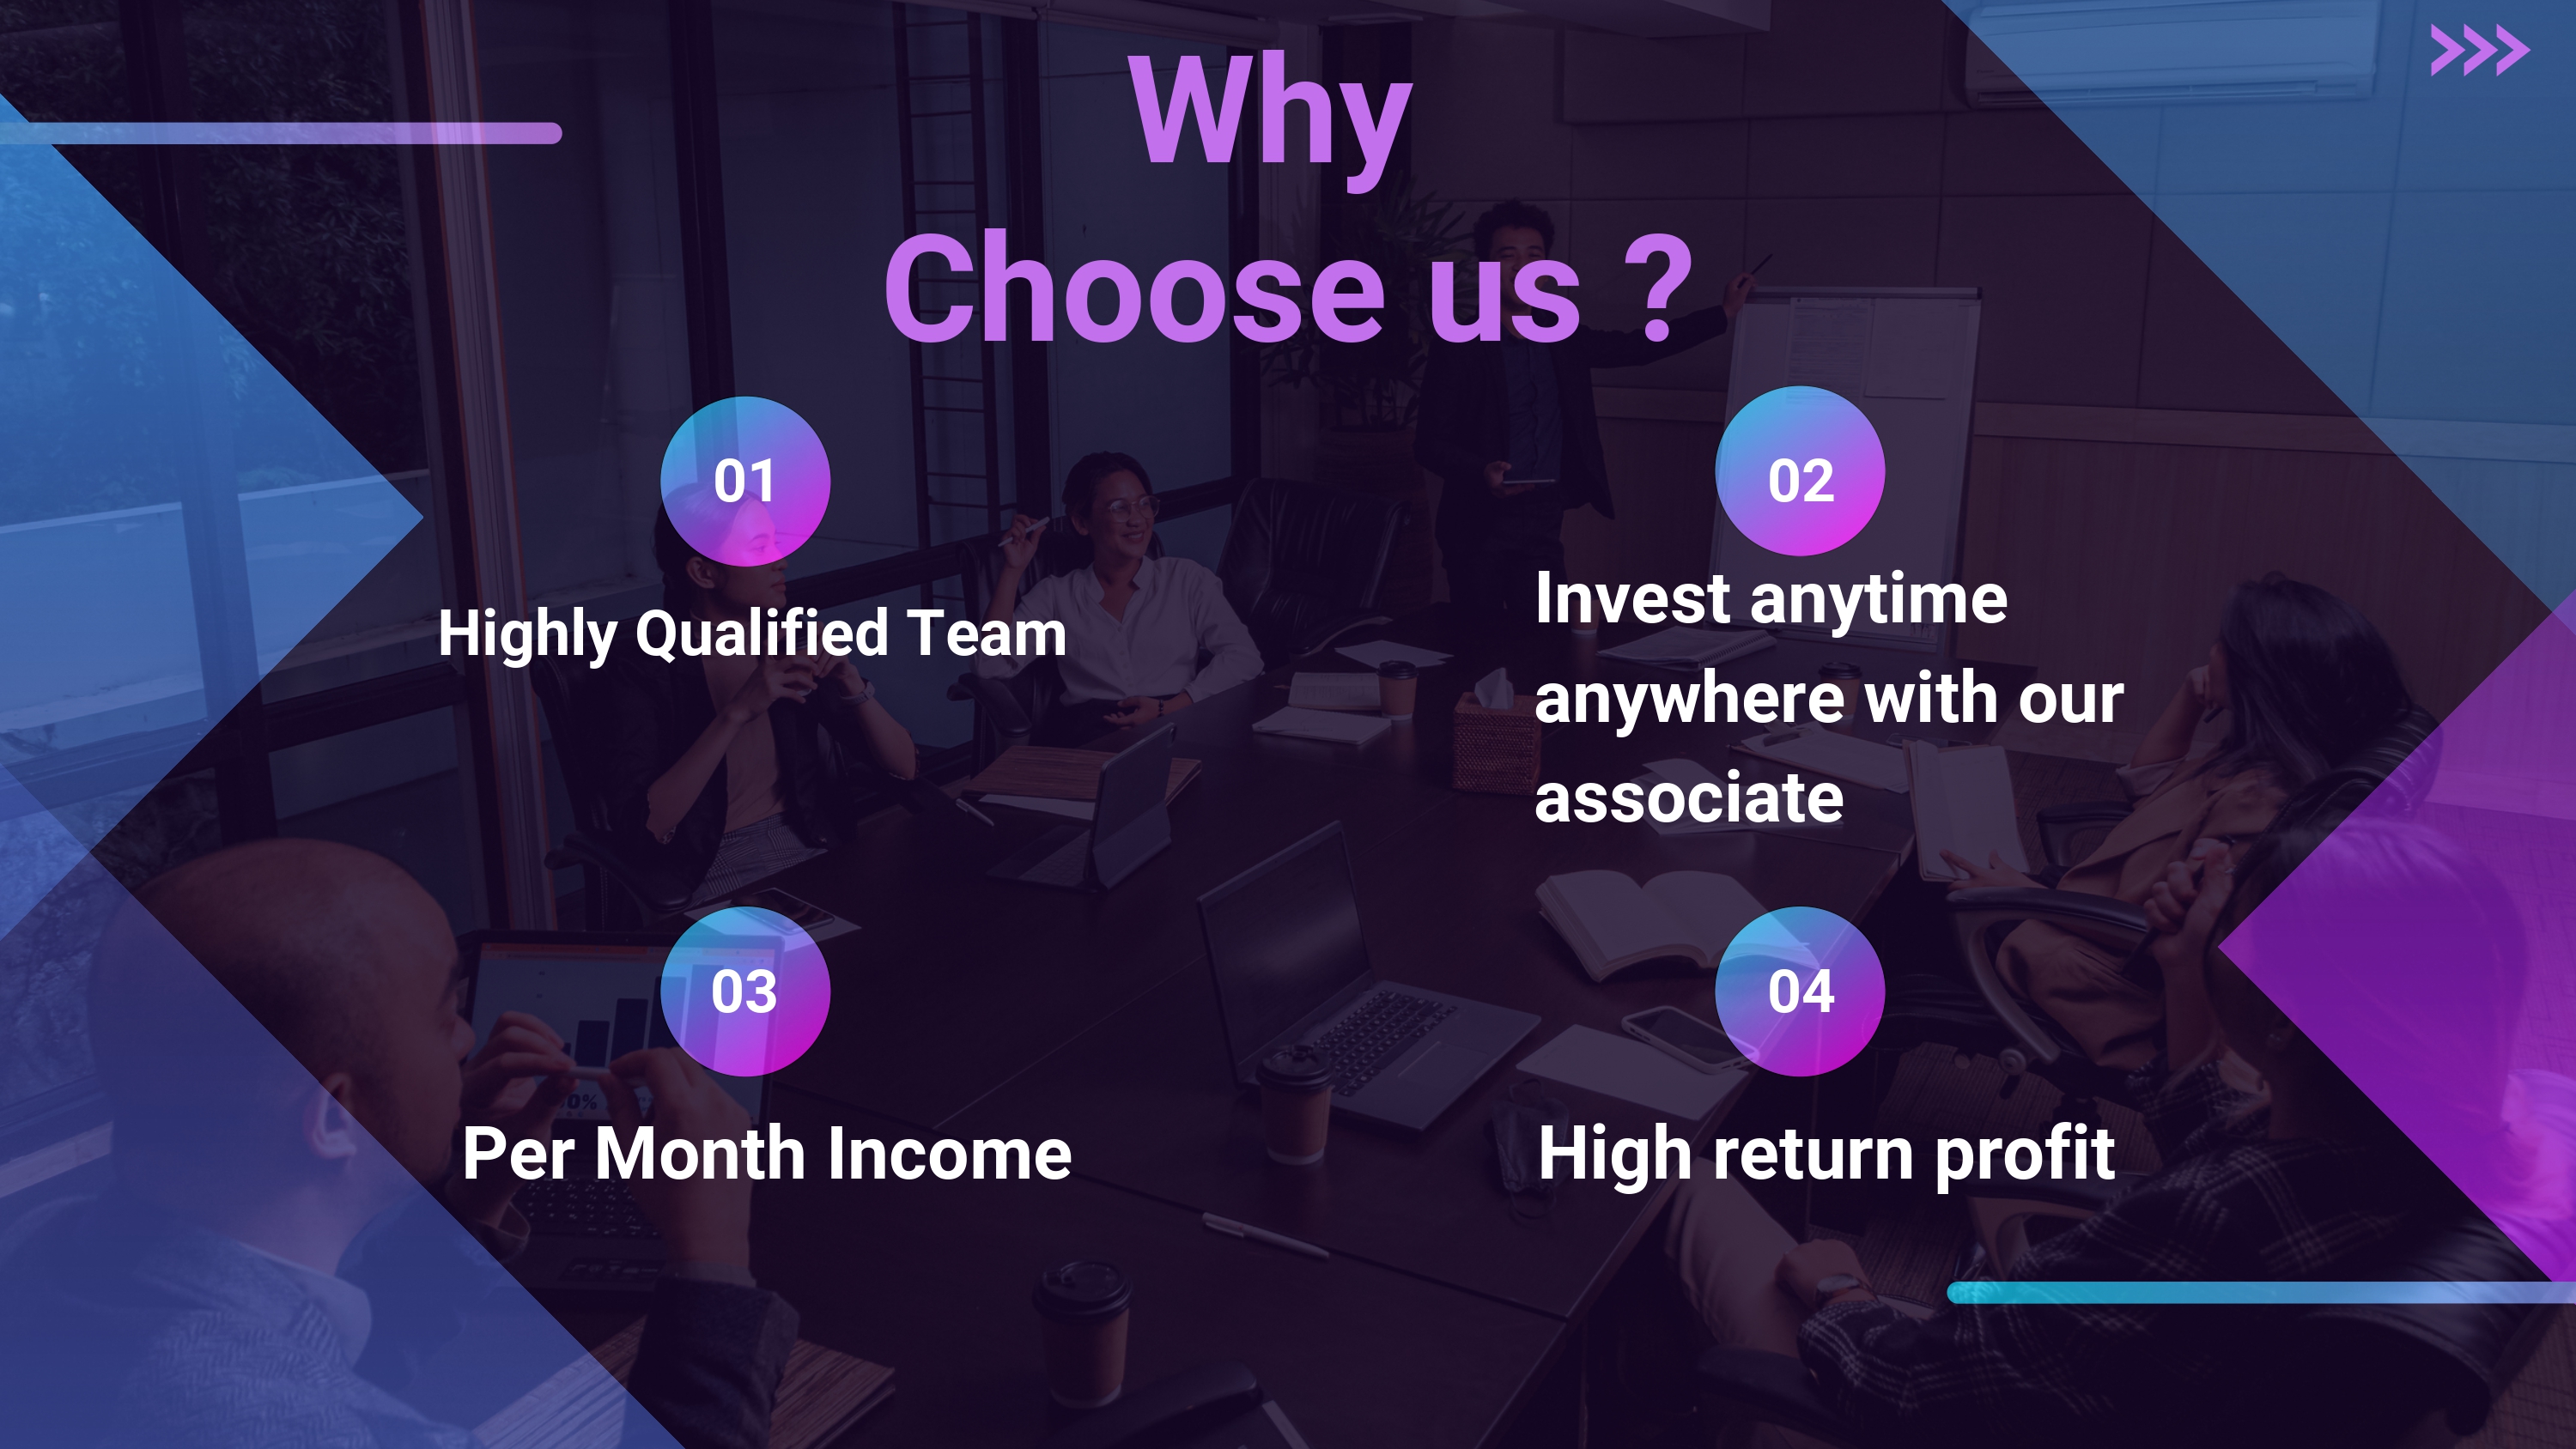 Why
Choose us ?
01
Highly Qualified Team
02
Invest anytime
anywhere with our
associate
03
Per Month Income
04
High return profit